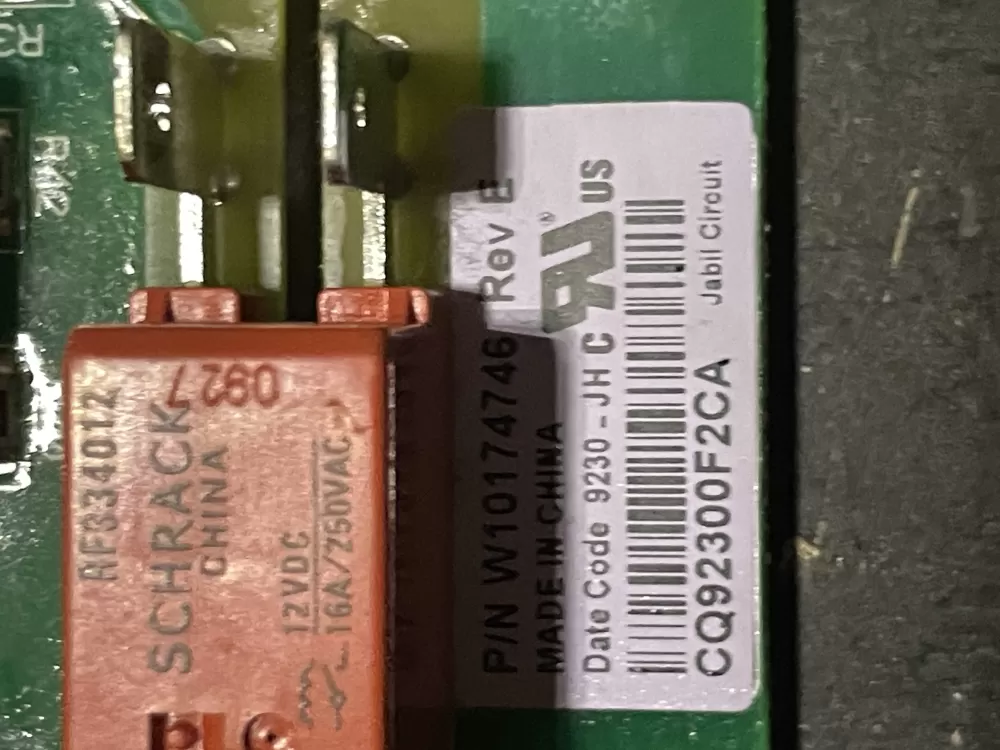 P/N W10174746 Rev E
MADE IN CHINA
Date Code 9230-JH C US
Jabil Circuit
CQ92300F2CA
RF334012
SCHRACK
CHINA
0927
12VDC
16A/250VAC
R42